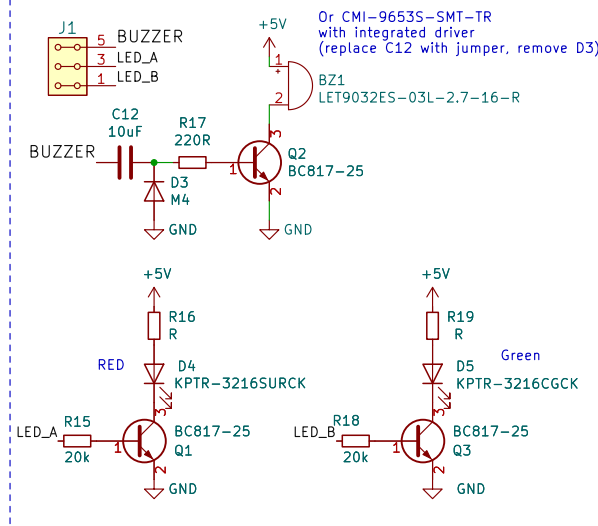 J1
5
BUZZER
3
LED_A
1
LED_B
+5V
Or CMI-9653S-SMT-TR
with integrated driver
(replace C12 with jumper, remove D3)
1
+
BZ1
2
LET9032ES-03L-2.7-16-R
C12
10uF
R17
220R
BUZZER
3
Q2
1
BC817-25
D3
M4
2
GND
GND
+5V
+5V
R16
R
R19
R
RED
D4
KPTR-3216SURCK
Green
D5
KPTR-3216CGCK
3
3
LED_A
R15
20k
1
BC817-25
Q1
2
GND
LED_B
R18
20k
1
BC817-25
Q3
2
GND